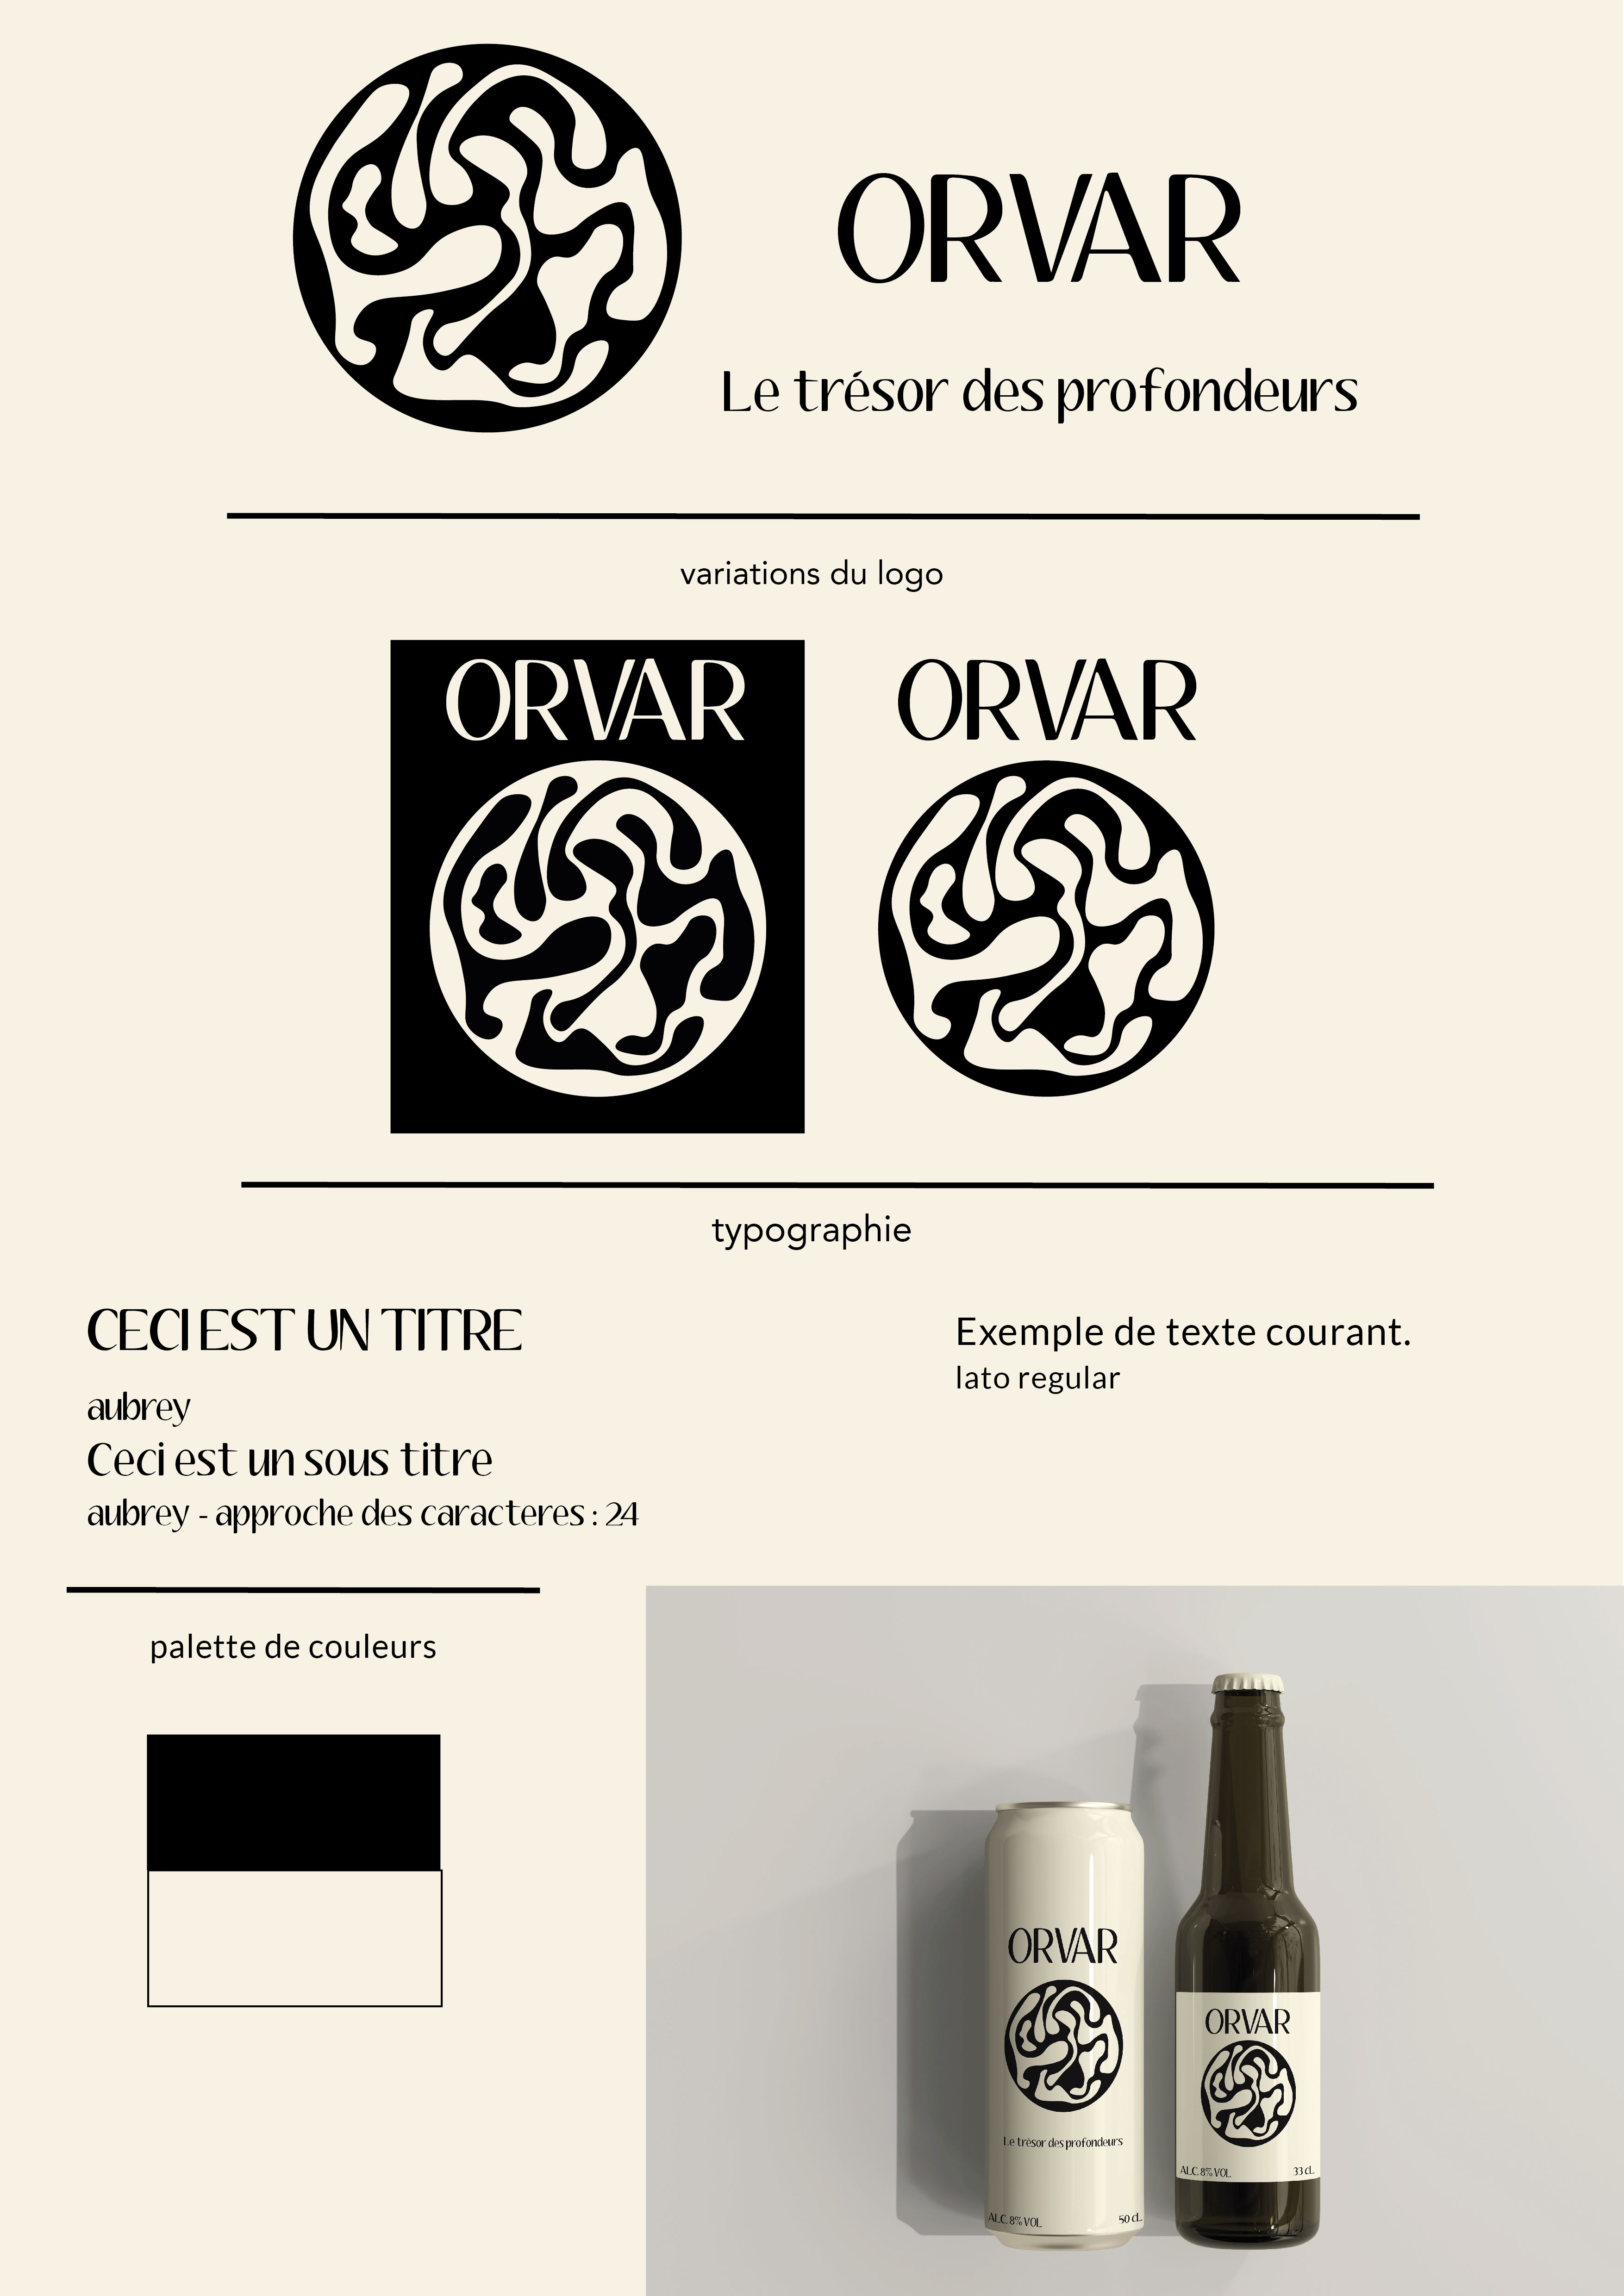 ORVAR
Le trésor des profondeurs
variations du logo
ORVAR
ORVAR
typographie
CECI EST UN TITRE
aubrey
Ceci est un sous titre
aubrey - approche des caracteres : 24
Exemple de texte courant.
lato regular
palette de couleurs
ORVAR
Le trésor des profondeurs
ALC. 8% VOL. 50 cL.
ORVAR
ALC. 8% VOL. 33 cL.